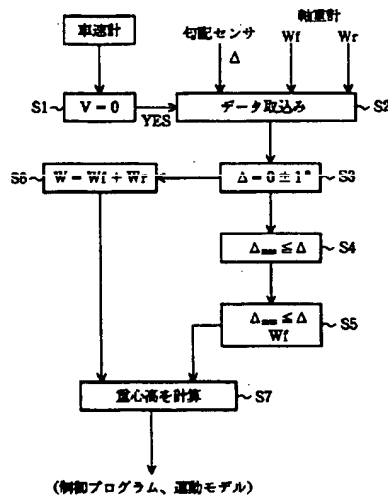 車速計
勾配センサ
Δ
軸重計
Wf Wr
S1 V=0
YES
データ取込み S2
S6 W=Wf+Wr
Δ=0±1° S3
Δmax≦Δ S4
Δmax≦Δ
Wf
S5
重心高を計算 S7
(制御プログラム、運動モデル)